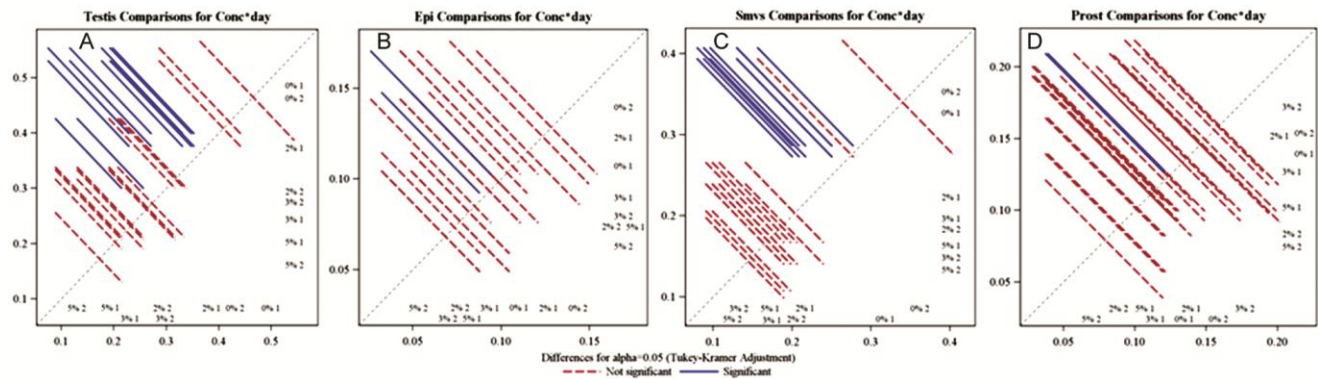 Testis Comparisons for Conc*day
A
0.5
0.4
0.3
0.2
0.1
0% 1
0% 2
2% 1
2% 2
3% 2
3% 1
5% 1
5% 2
5% 2 5% 1 2% 2 2% 1 0% 2 0% 1
3% 1 3% 2
0.1 0.2 0.3 0.4 0.5
Epi Comparisons for Conc*day
B
0.15
0.10
0.05
0% 2
2% 1
0% 1
3% 1
3% 2
2% 2 5% 1
5% 2
5% 2 2% 2 3% 1 0% 1 2% 1 0% 2
3% 2 5% 1
0.05 0.10 0.15
Smvs Comparisons for Conc*day
C
0.4
0.3
0.2
0.1
0% 2
0% 1
2% 1
3% 1
2% 2
5% 1
3% 2
5% 2
3% 2 5% 1 2% 1 0% 2
5% 2 3% 1 2% 2 0% 1
0.1 0.2 0.3 0.4
Prost Comparisons for Conc*day
D
0.20
0.15
0.10
0.05
3% 2
2% 1 0% 2
0% 1
3% 1
5% 1
2% 2
5% 2
2% 2 5% 1 2% 1 3% 2
5% 2 3% 1 0% 1 0% 2
0.05 0.10 0.15 0.20
Differences for alpha=0.05 (Tukey-Kramer Adjustment)
Not significant Significant